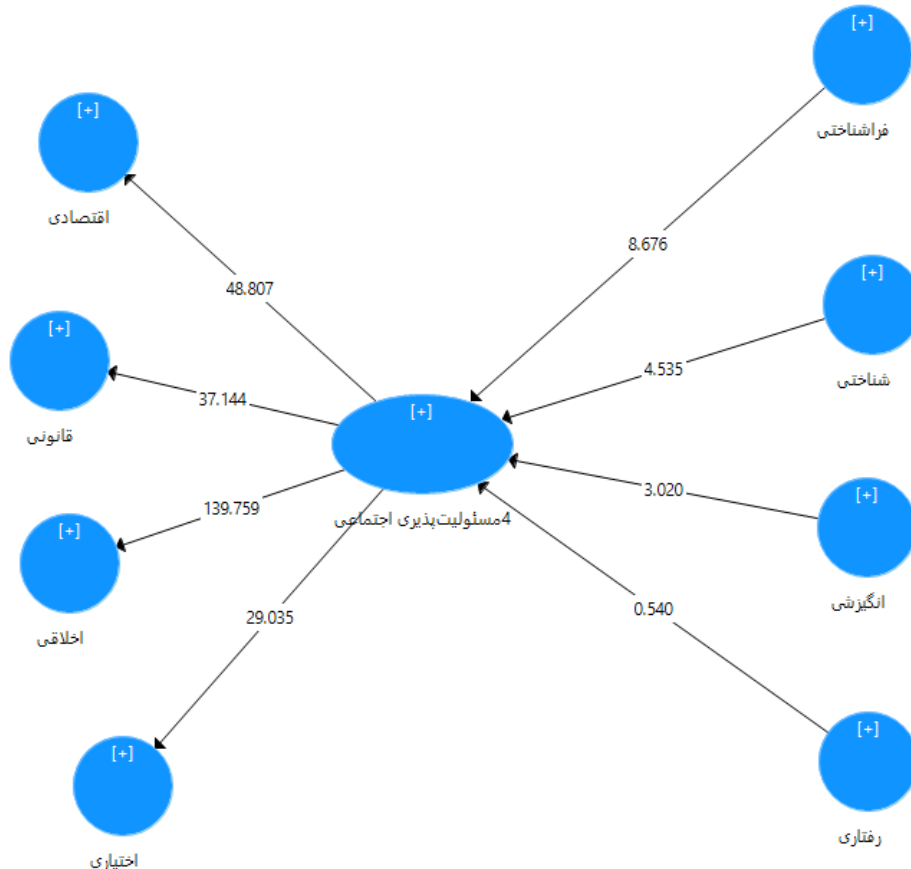 [+]
فراشناختی
[+]
اقتصادی
8.676
48.807
[+]
شناختی
[+]
قانونی
4.535
37.144
[+]
4مسئولیت‌پذیری اجتماعی
3.020
[+]
انگیزشی
139.759
[+]
اخلاقی
29.035
0.540
[+]
رفتاری
[+]
اختیاری